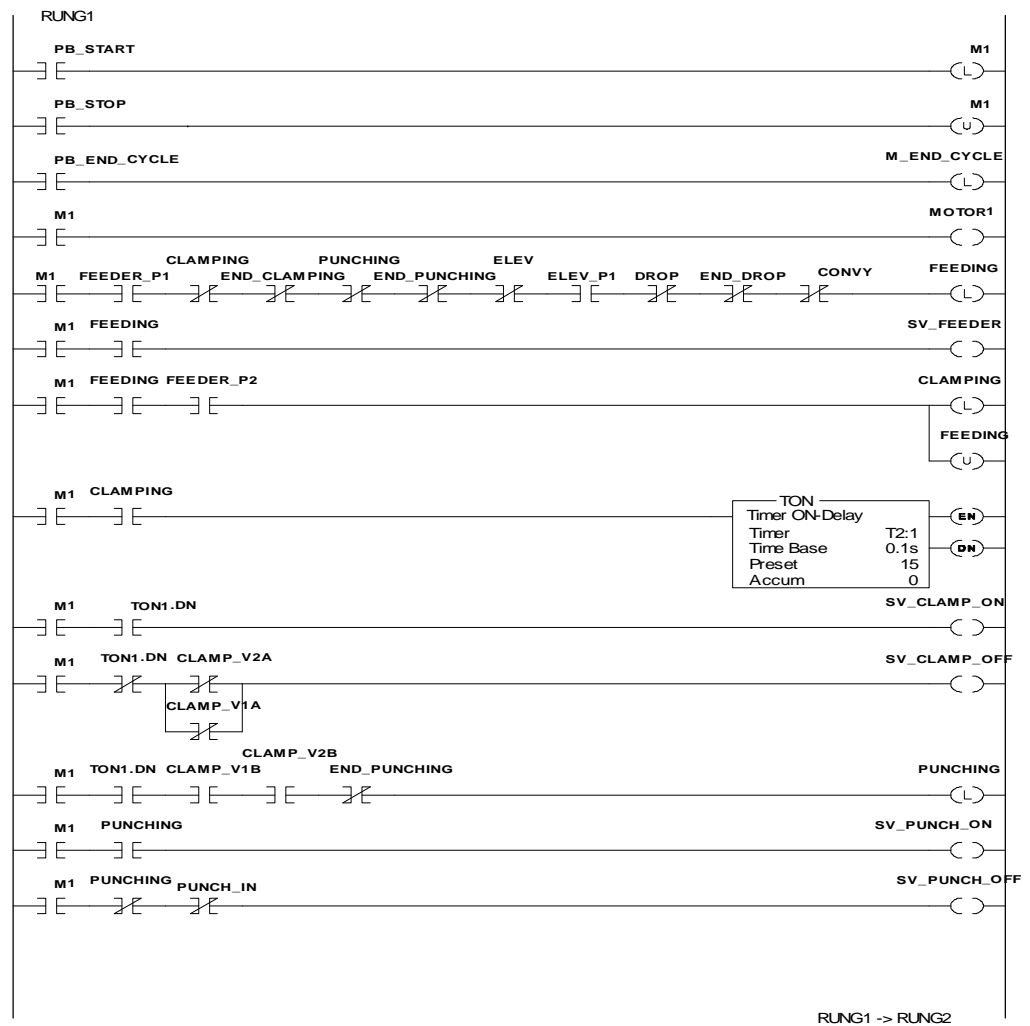 RUNG1
PB_START M1
L
PB_STOP M1
U
PB_END_CYCLE M_END_CYCLE
L
M1 MOTOR1
CLAMPING PUNCHING ELEV
M1 FEEDER_P1 END_CLAMPING END_PUNCHING ELEV_P1 DROP END_DROP CONVY FEEDING
L
M1 FEEDING SV_FEEDER
M1 FEEDING FEEDER_P2 CLAMPING
L
FEEDING
U
M1 CLAMPING
TON
Timer ON-Delay EN
Timer T2:1
Time Base 0.1s DN
Preset 15
Accum 0
M1 TON1.DN SV_CLAMP_ON
M1 TON1.DN CLAMP_V2A SV_CLAMP_OFF
CLAMP_V1A
CLAMP_V2B
M1 TON1.DN CLAMP_V1B END_PUNCHING PUNCHING
L
M1 PUNCHING SV_PUNCH_ON
M1 PUNCHING PUNCH_IN SV_PUNCH_OFF
RUNG1 -> RUNG2